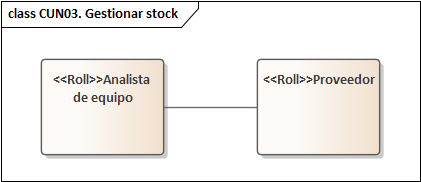 class CUN03. Gestionar stock
<<Roll>>Analista
de equipo
<<Roll>>Proveedor